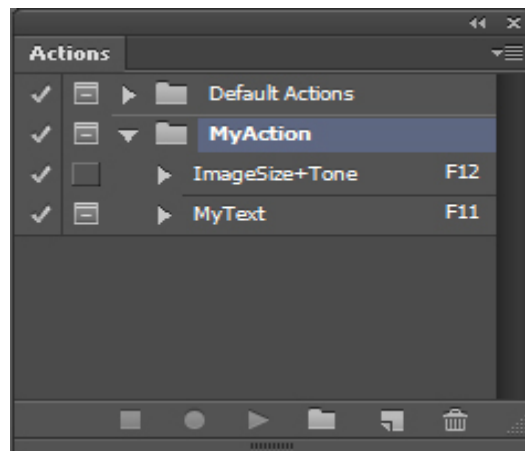 Actions
Default Actions
MyAction
ImageSize+Tone F12
MyText F11